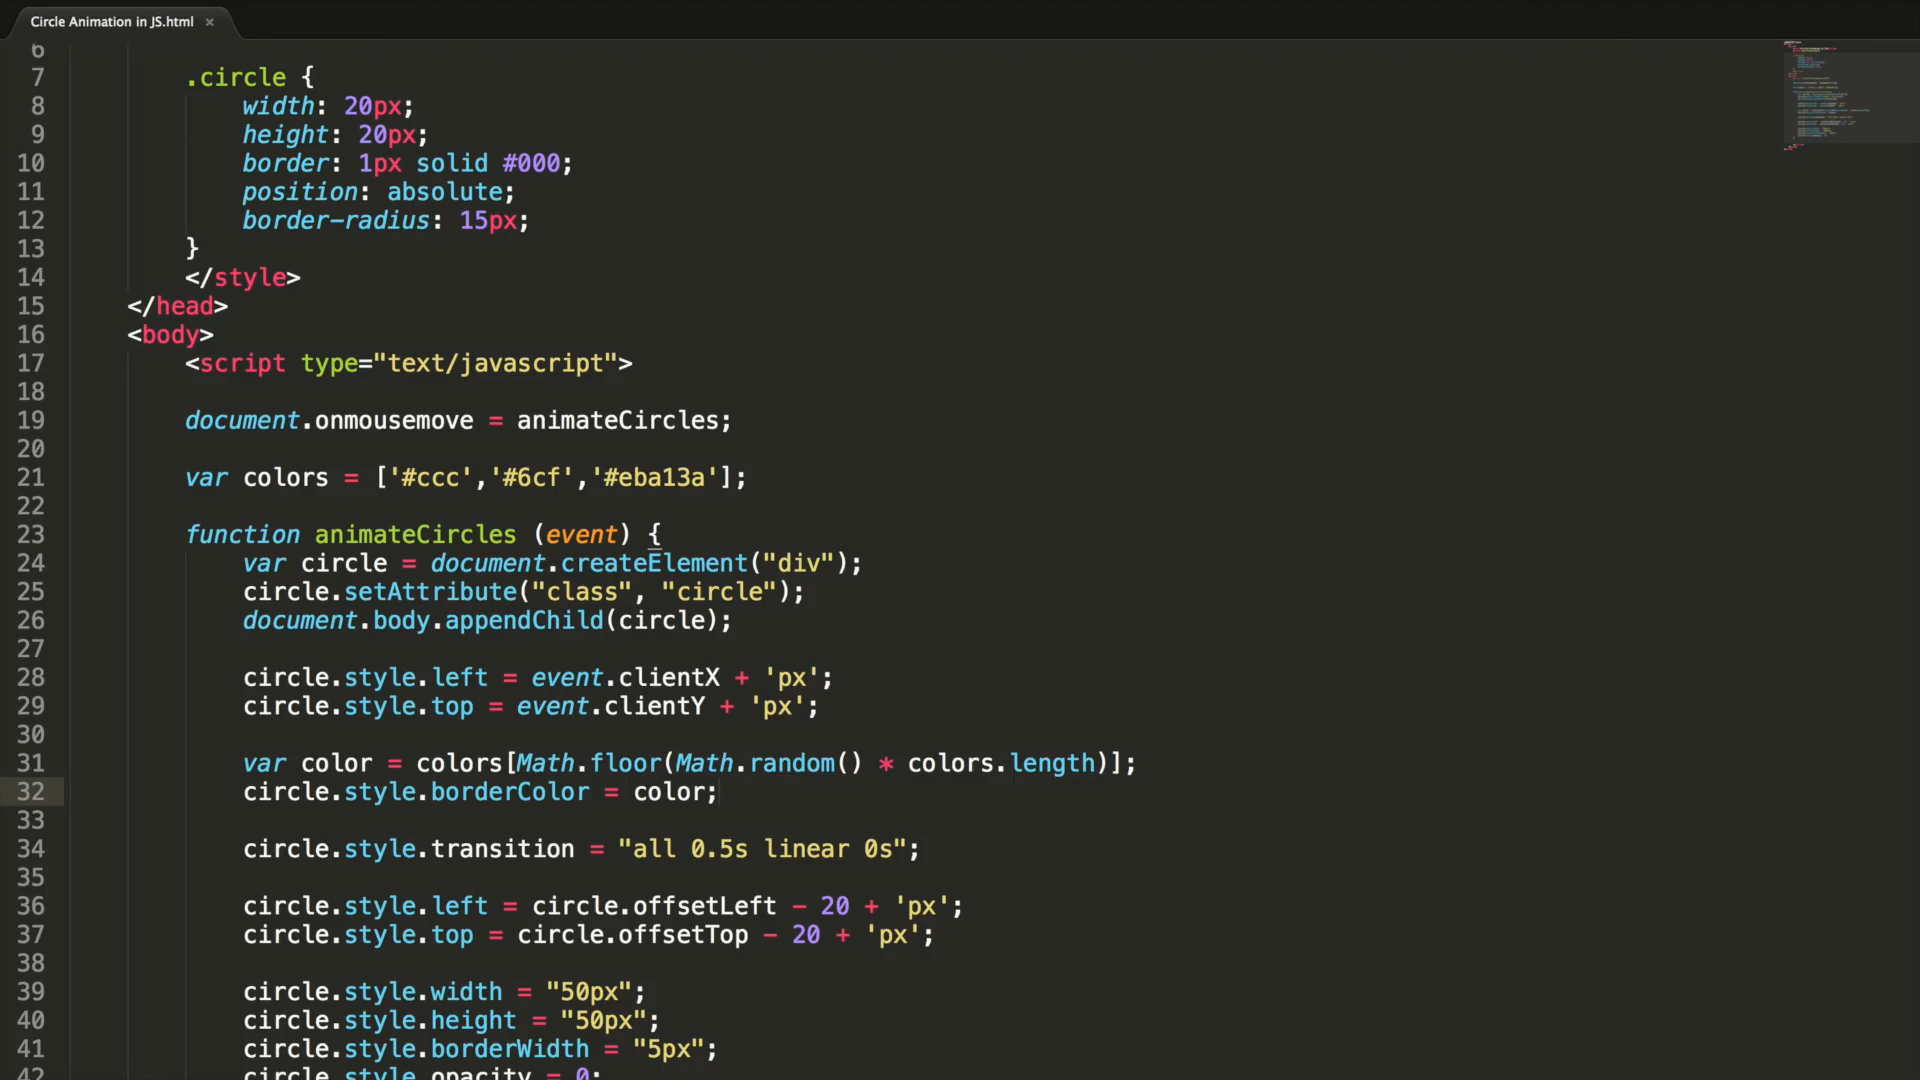 Circle Animation in JS.html ×
6
7 .circle {
8 width: 20px;
9 height: 20px;
10 border: 1px solid #000;
11 position: absolute;
12 border-radius: 15px;
13 }
14 </style>
15 </head>
16 <body>
17 <script type="text/javascript">
18
19 document.onmousemove = animateCircles;
20
21 var colors = ['#ccc','#6cf','#eba13a'];
22
23 function animateCircles (event) {
24 var circle = document.createElement("div");
25 circle.setAttribute("class", "circle");
26 document.body.appendChild(circle);
27
28 circle.style.left = event.clientX + 'px';
29 circle.style.top = event.clientY + 'px';
30
31 var color = colors[Math.floor(Math.random() * colors.length)];
32 circle.style.borderColor = color;
33
34 circle.style.transition = "all 0.5s linear 0s";
35
36 circle.style.left = circle.offsetLeft - 20 + 'px';
37 circle.style.top = circle.offsetTop - 20 + 'px';
38
39 circle.style.width = "50px";
40 circle.style.height = "50px";
41 circle.style.borderWidth = "5px";
42 circle.style.opacity = 0;